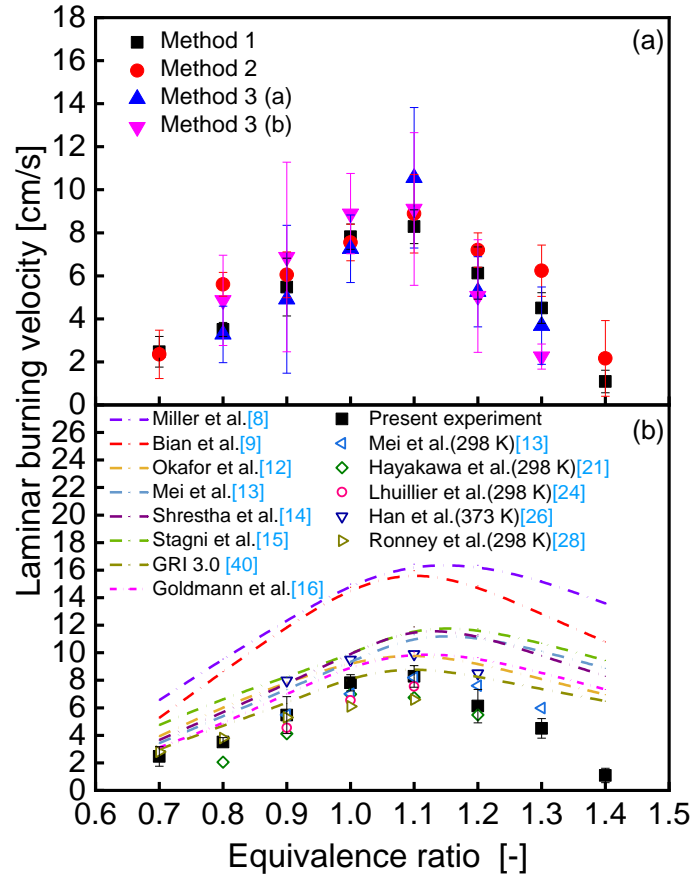 18
16
14
12
10
8
6
4
2
0
Method 1
Method 2
Method 3 (a)
Method 3 (b)
(a)
Laminar burning velocity [cm/s]
26
24
22
20
18
16
14
12
10
8
6
4
2
0
Miller et al.[8]
Bian et al.[9]
Okafor et al.[12]
Mei et al.[13]
Shrestha et al.[14]
Stagni et al.[15]
GRI 3.0 [40]
Goldmann et al.[16]
Present experiment
Mei et al.(298 K)[13]
Hayakawa et al.(298 K)[21]
Lhuillier et al.(298 K)[24]
Han et al.(373 K)[26]
Ronney et al.(298 K)[28]
(b)
0.6 0.7 0.8 0.9 1.0 1.1 1.2 1.3 1.4 1.5
Equivalence ratio [-]